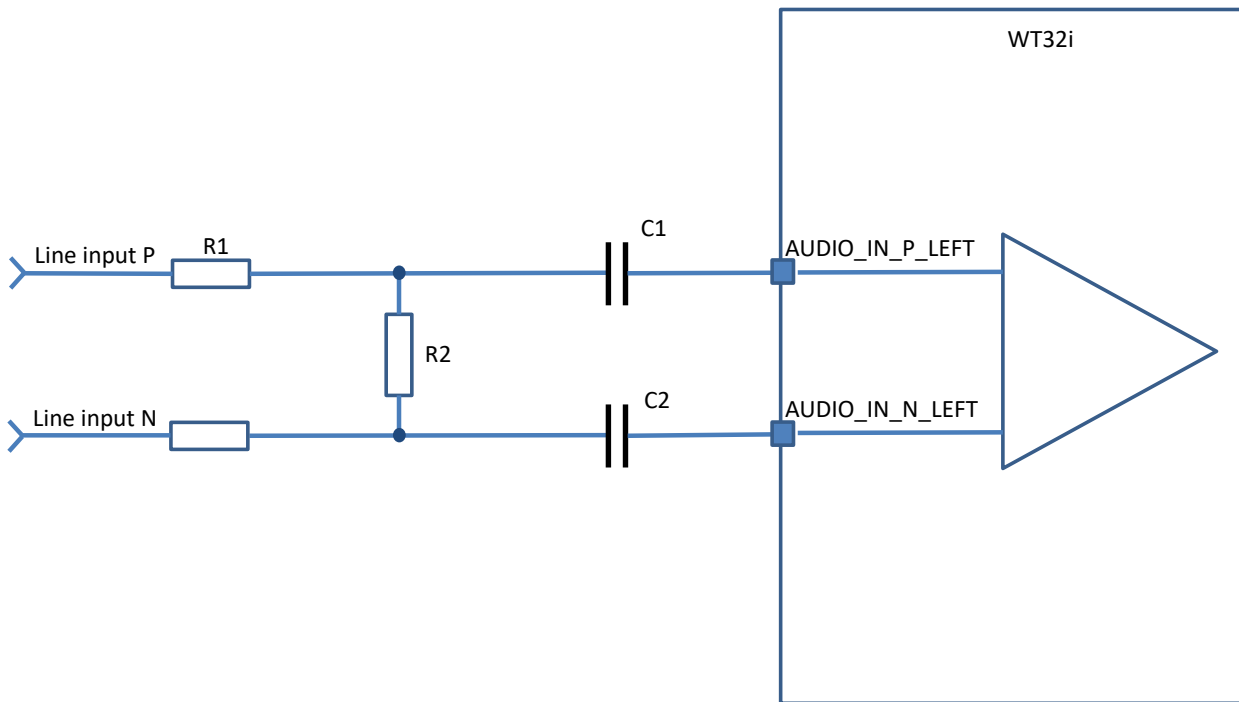 WT32i
C1
Line input P
R1
AUDIO_IN_P_LEFT
R2
C2
Line input N
AUDIO_IN_N_LEFT